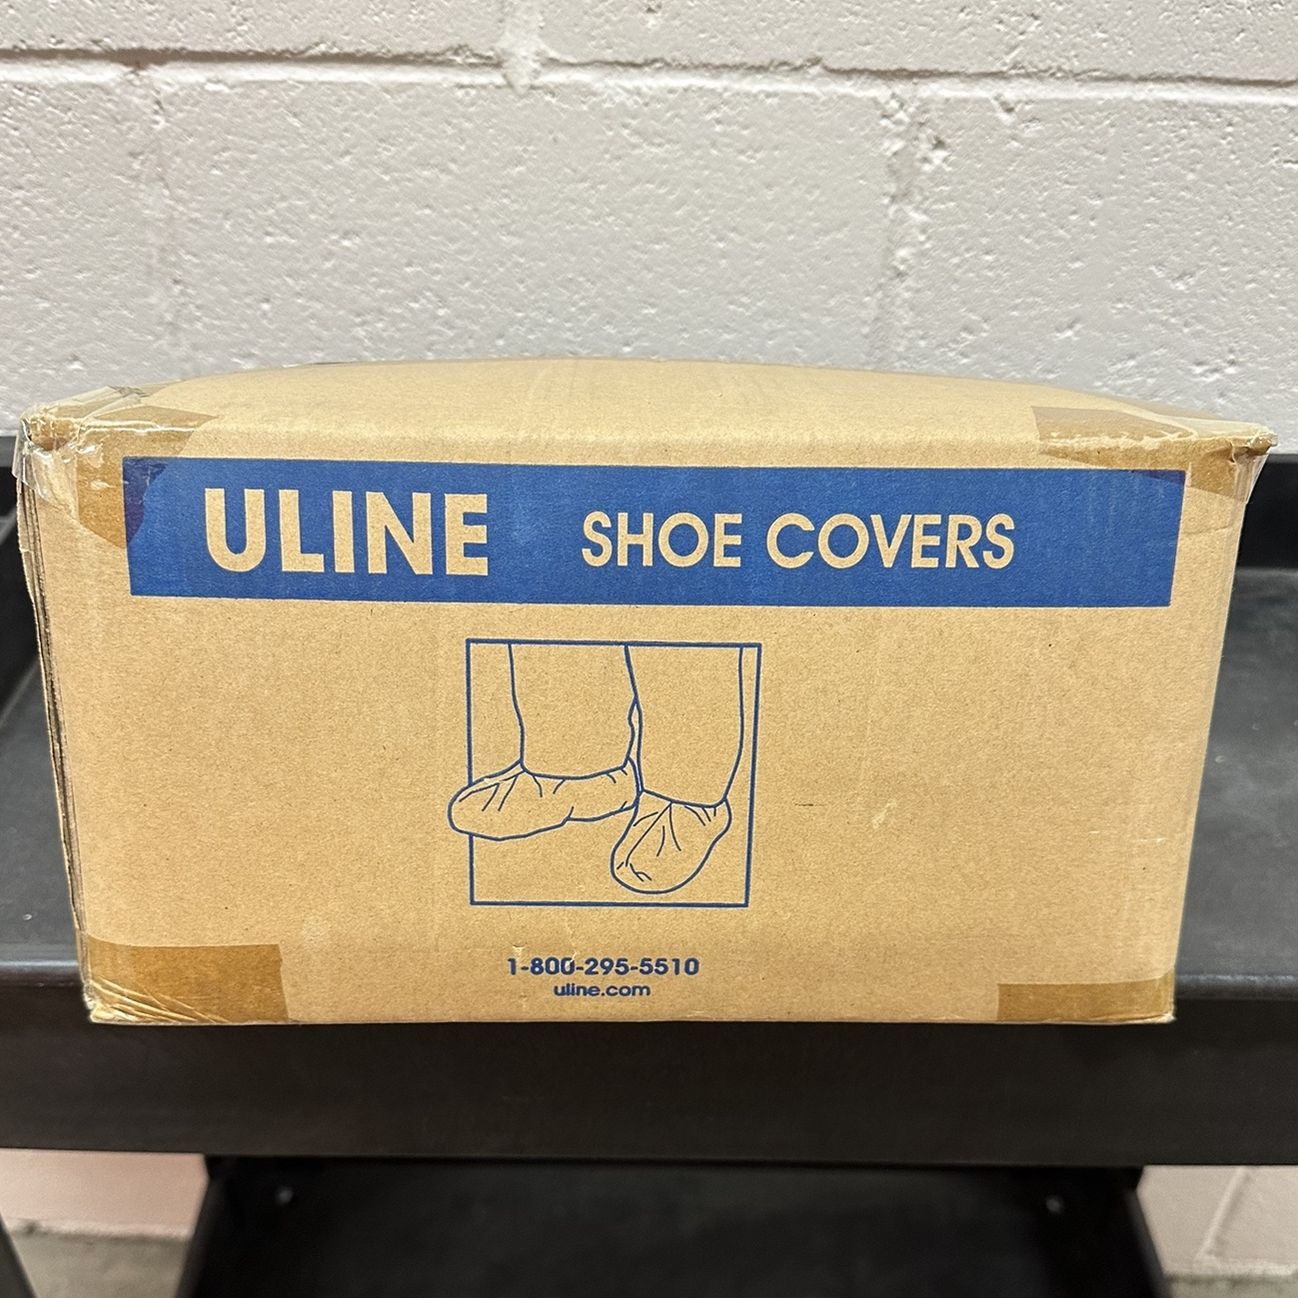 ULINE SHOE COVERS
1-800-295-5510
uline.com